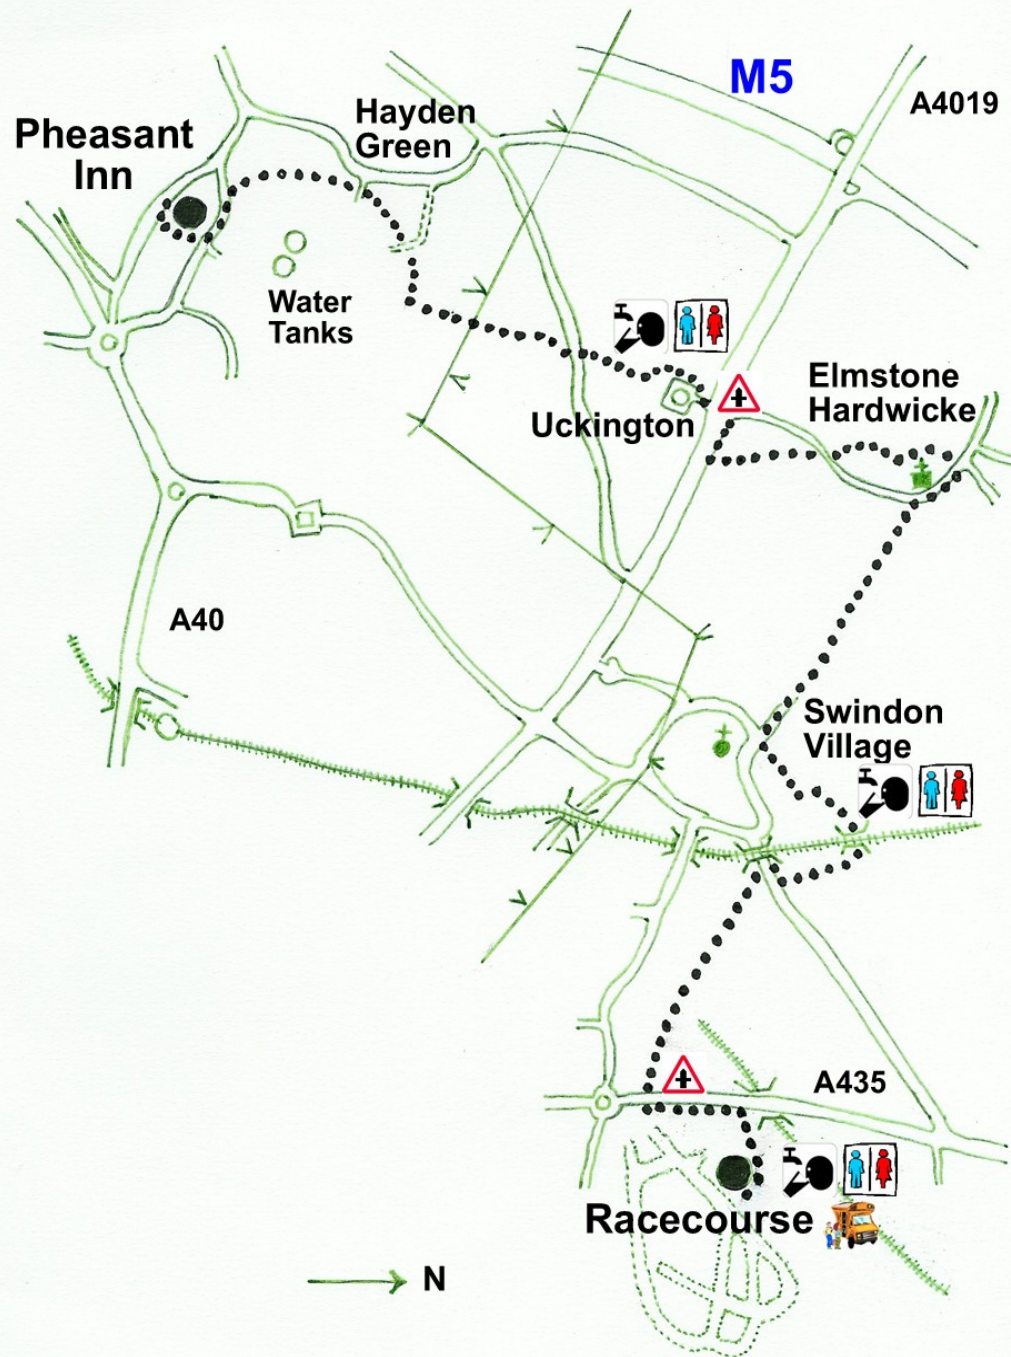 M5
A4019
Hayden
Green
Pheasant
Inn
Water
Tanks
Elmstone
Hardwicke
Uckington
A40
Swindon
Village
A435
Racecourse
N